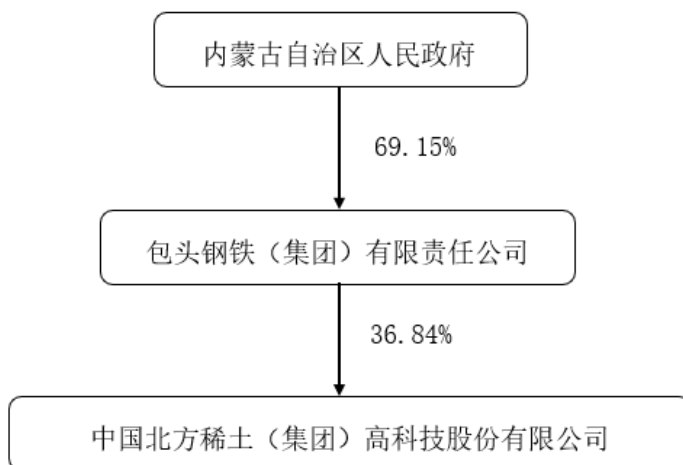 内蒙古自治区人民政府
69.15%
包头钢铁（集团）有限责任公司
36.84%
中国北方稀土（集团）高科技股份有限公司